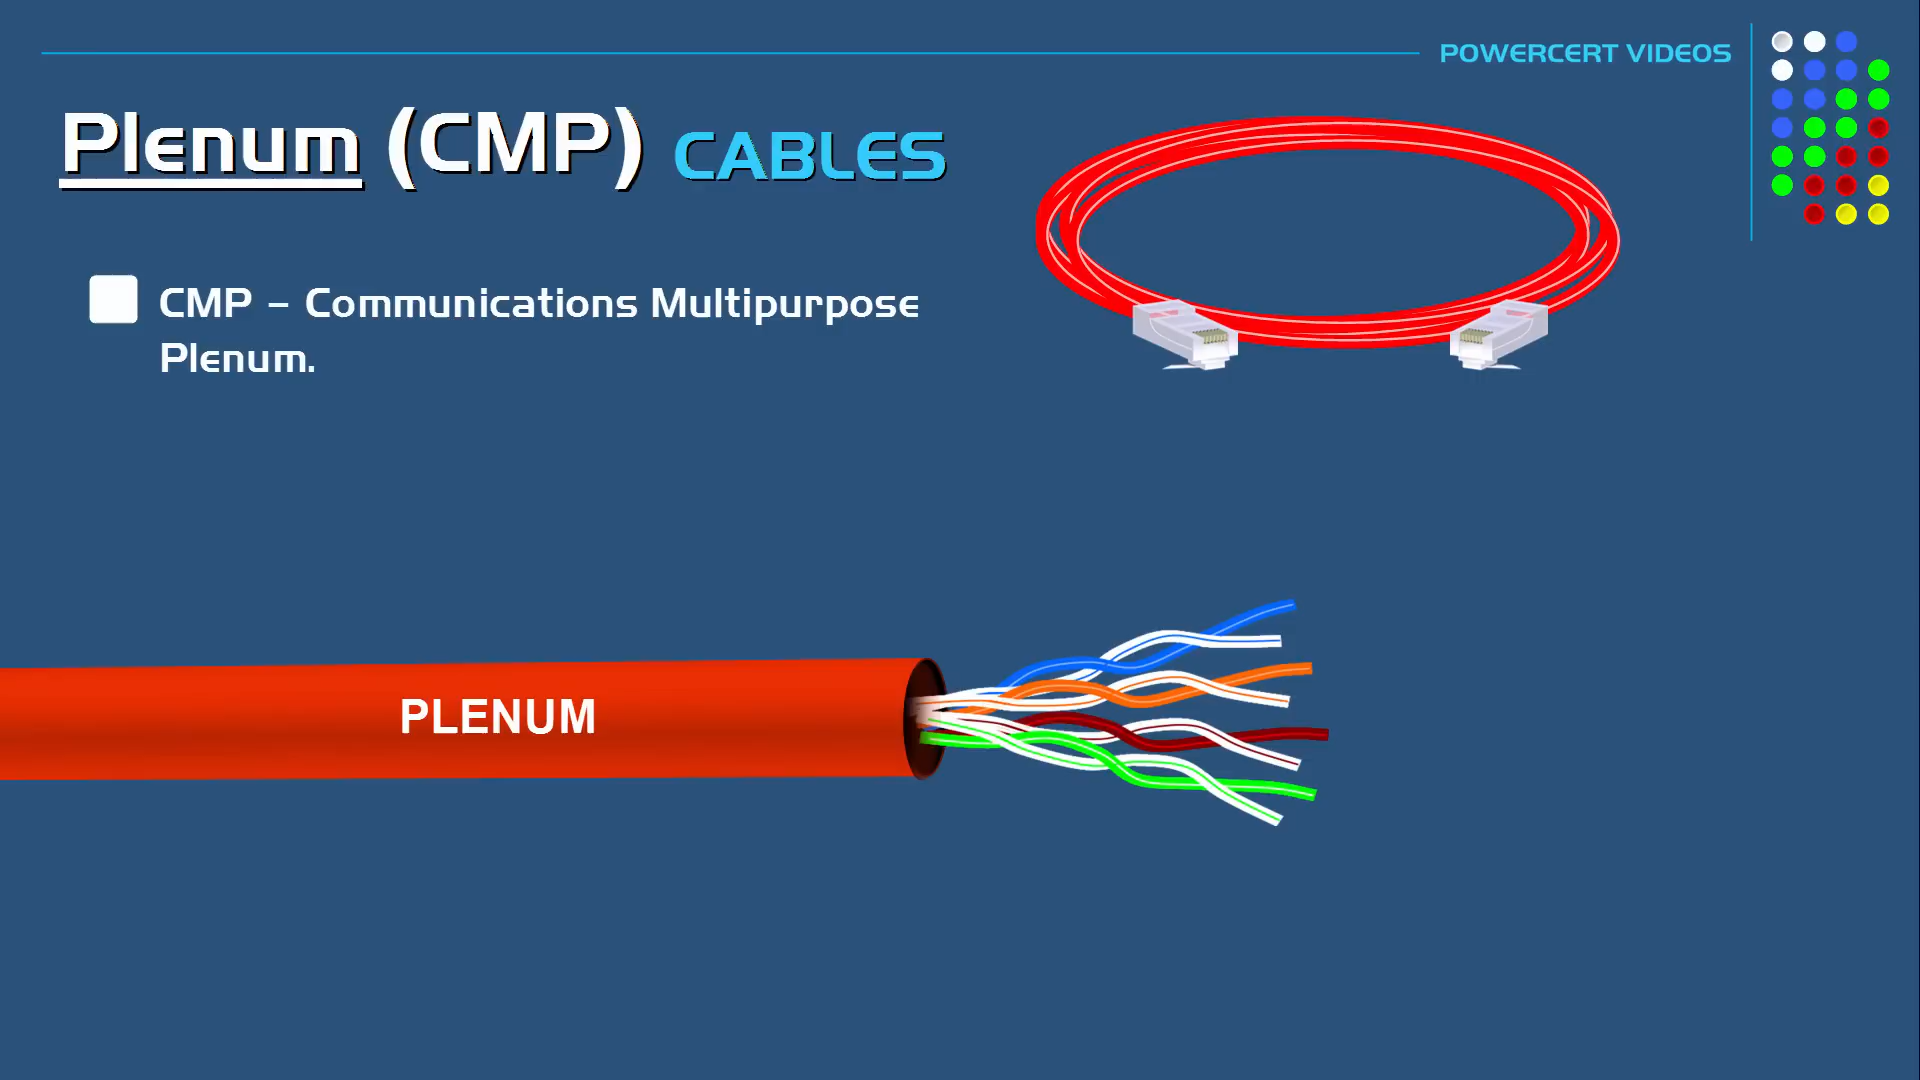 POWERCERT VIDEOS
Plenum (CMP) CABLES
CMP – Communications Multipurpose
Plenum.
PLENUM